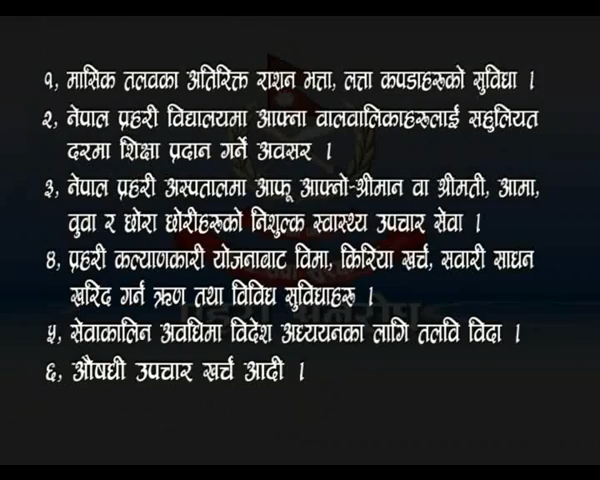 १, मासिक तलवका अतिरिक्त राशन भत्ता, लत्ता कपडाहरूको सुविधा ।
२, नेपाल प्रहरी विद्यालयमा आफ्ना वालवालिकाहरूलाई सहुलियत
दरमा शिक्षा प्रदान गर्ने अवसर ।
३, नेपाल प्रहरी अस्पतालमा आफू आफ्नो-श्रीमान वा श्रीमती, आमा,
वुवा र छोरा छोरीहरूको निशुल्क स्वास्थ्य उपचार सेवा ।
४, प्रहरी कल्याणकारी योजनाबाट विमा, किरिया खर्च, सवारी साधन
खरिद गर्न ऋण तथा विविध सुविधाहरू ।
५, सेवाकालिन अवधिमा विदेश अध्ययनका लागि तलवि विदा ।
६, औषधी उपचार खर्च आदी ।